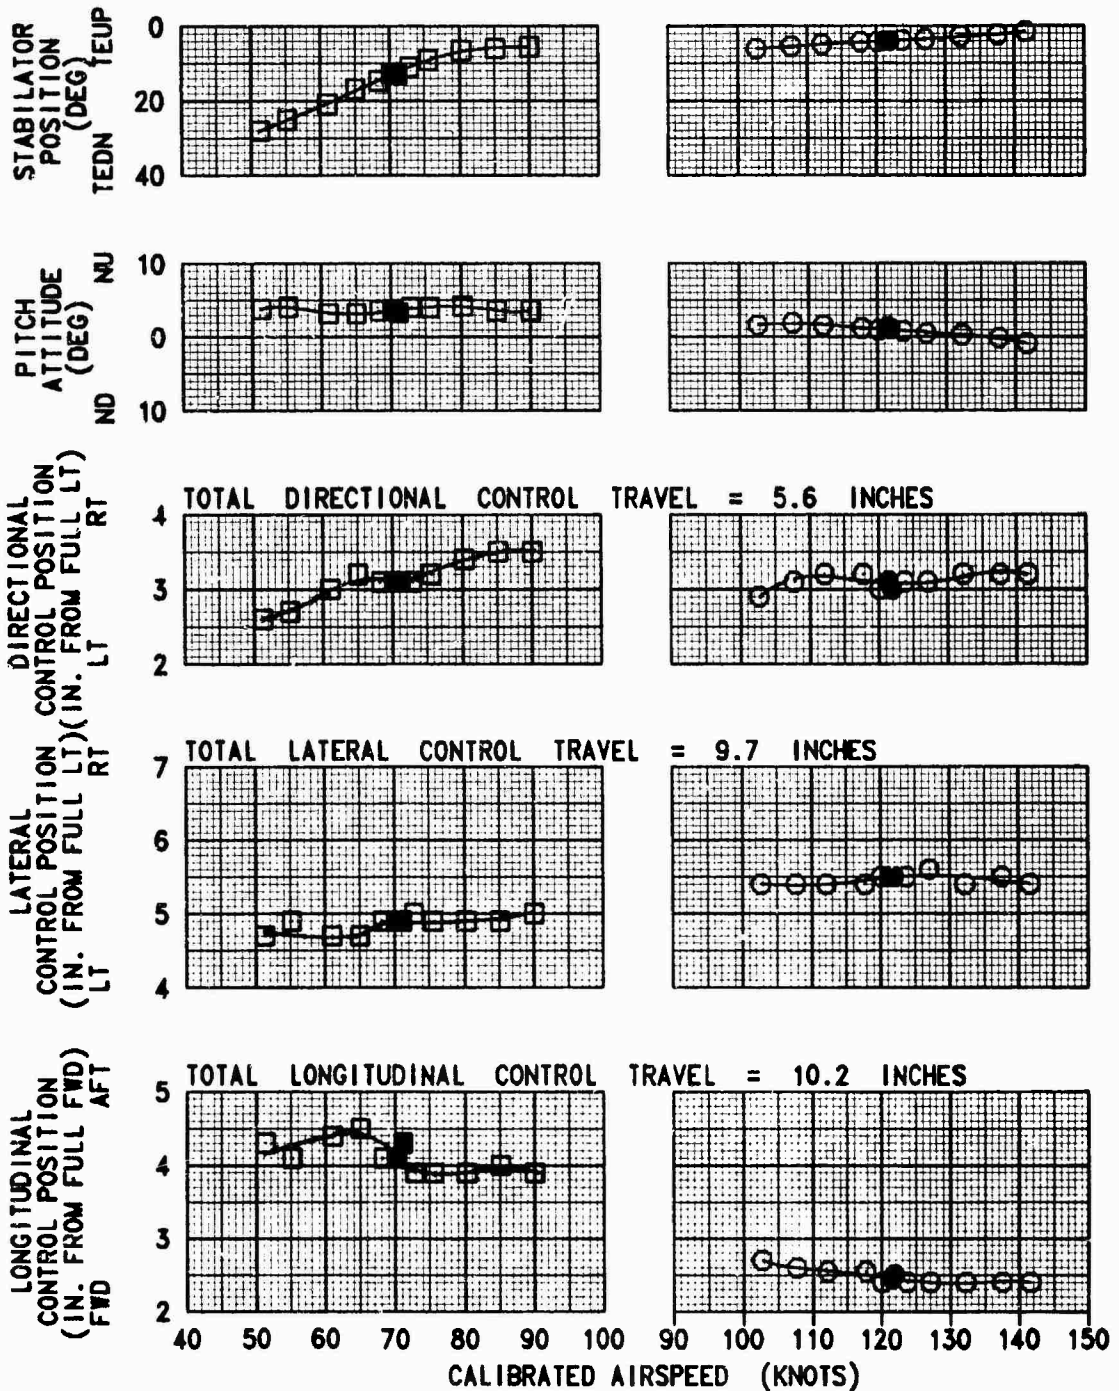 STABILATOR
POSITION
(DEG)
TEDN TEUP
0
20
40
PITCH
ATTITUDE
(DEG)
ND NU
10
0
10
TOTAL DIRECTIONAL CONTROL TRAVEL = 5.6 INCHES
DIRECTIONAL
CONTROL POSITION
(IN. FROM FULL LT)
LT RT
4
3
2
TOTAL LATERAL CONTROL TRAVEL = 9.7 INCHES
LATERAL
CONTROL POSITION
(IN. FROM FULL LT)
LT RT
7
6
5
4
TOTAL LONGITUDINAL CONTROL TRAVEL = 10.2 INCHES
LONGITUDINAL
CONTROL POSITION
(IN. FROM FULL FWD)
FWD AFT
5
4
3
2
40 50 60 70 80 90 100 90 100 110 120 130 140 150
CALIBRATED AIRSPEED (KNOTS)